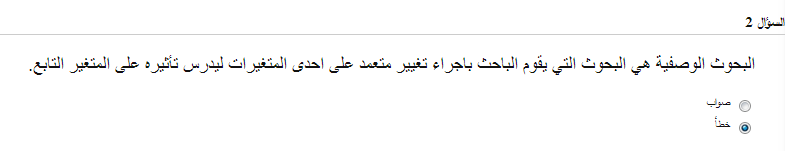 السؤال 2
البحوث الوصفية هي البحوث التي يقوم الباحث باجراء تغيير متعمد على احدى المتغيرات ليدرس تأثيره على المتغير التابع.
صواب
خطأ